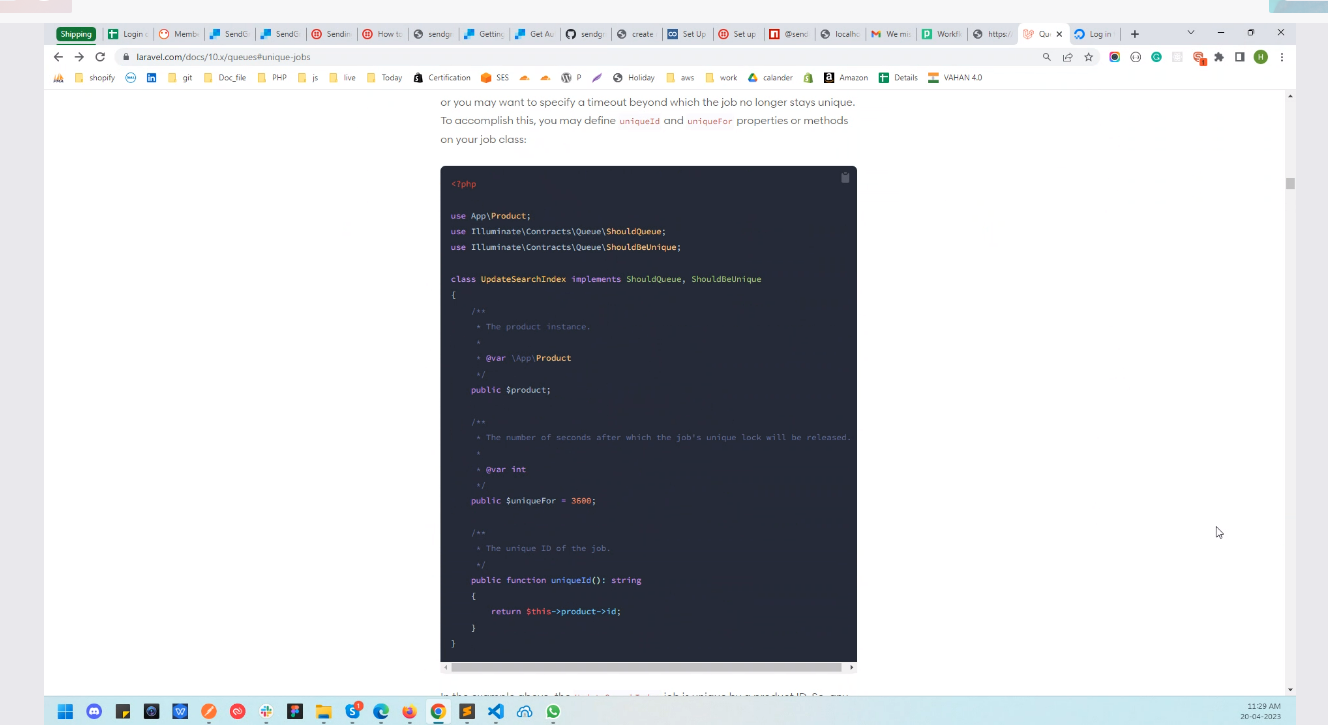 Shipping
Login
Memb
SendG
SendG
Sendin
How to
sendgr
Getting
Get Au
sendg
create
Set Up
Set up
@send
localho
We mi
Workfl
https:/
Qu
Log in
laravel.com/docs/10.x/queues#unique-jobs
H
shopify
git
Doc_file
PHP
js
live
Today
Certification
SES
P
Holiday
aws
work
calander
Amazon
Details
VAHAN 4.0
or you may want to specify a timeout beyond which the job no longer stays unique.
To accomplish this, you may define uniqueId and uniqueFor properties or methods
on your job class:
<?php
use App\Product;
use Illuminate\Contracts\Queue\ShouldQueue;
use Illuminate\Contracts\Queue\ShouldBeUnique;
class UpdateSearchIndex implements ShouldQueue, ShouldBeUnique
{
/**
* The product instance.
*
* @var \App\Product
*/
public $product;
/**
* The number of seconds after which the job's unique lock will be released.
*
* @var int
*/
public $uniqueFor = 3600;
/**
* The unique ID of the job.
*/
public function uniqueId(): string
{
return $this->product->id;
}
}
11:29 AM
20-04-2023